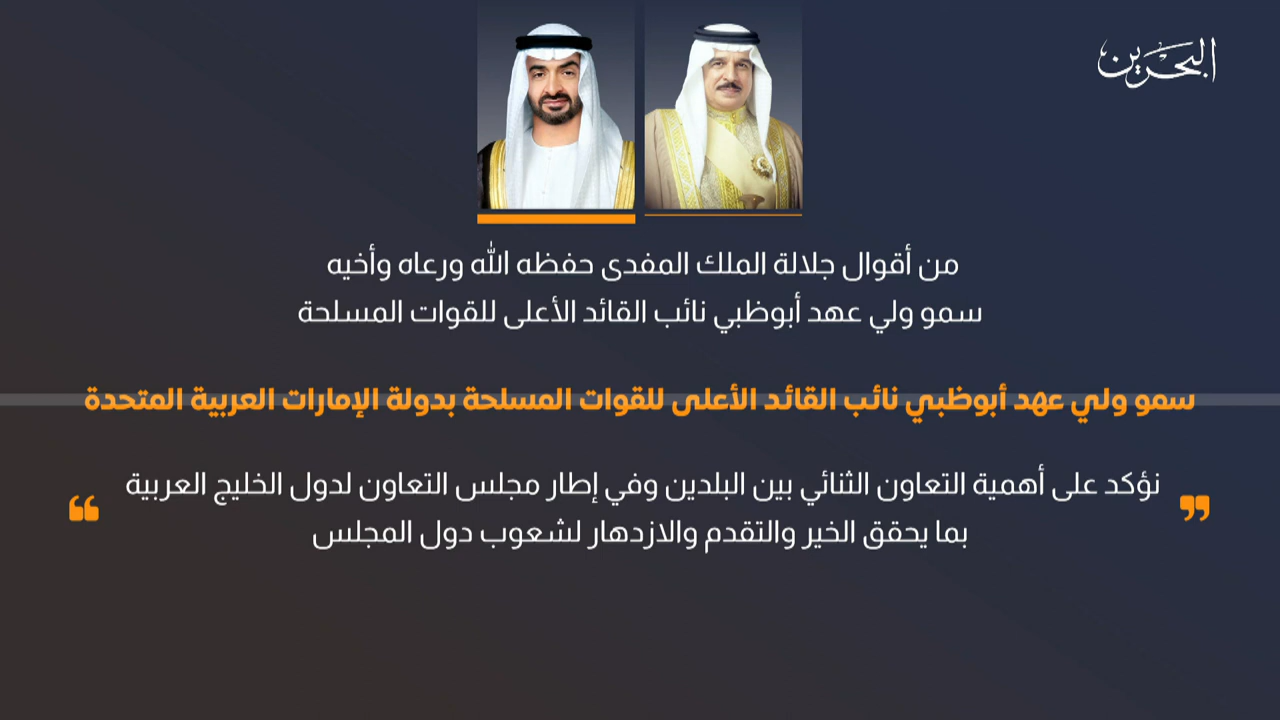 البحرين
من أقوال جلالة الملك المفدى حفظه الله ورعاه وأخيه
سمو ولي عهد أبوظبي نائب القائد الأعلى للقوات المسلحة
سمو ولي عهد أبوظبي نائب القائد الأعلى للقوات المسلحة بدولة الإمارات العربية المتحدة
نؤكد على أهمية التعاون الثنائي بين البلدين وفي إطار مجلس التعاون لدول الخليج العربية
بما يحقق الخير والتقدم والازدهار لشعوب دول المجلس